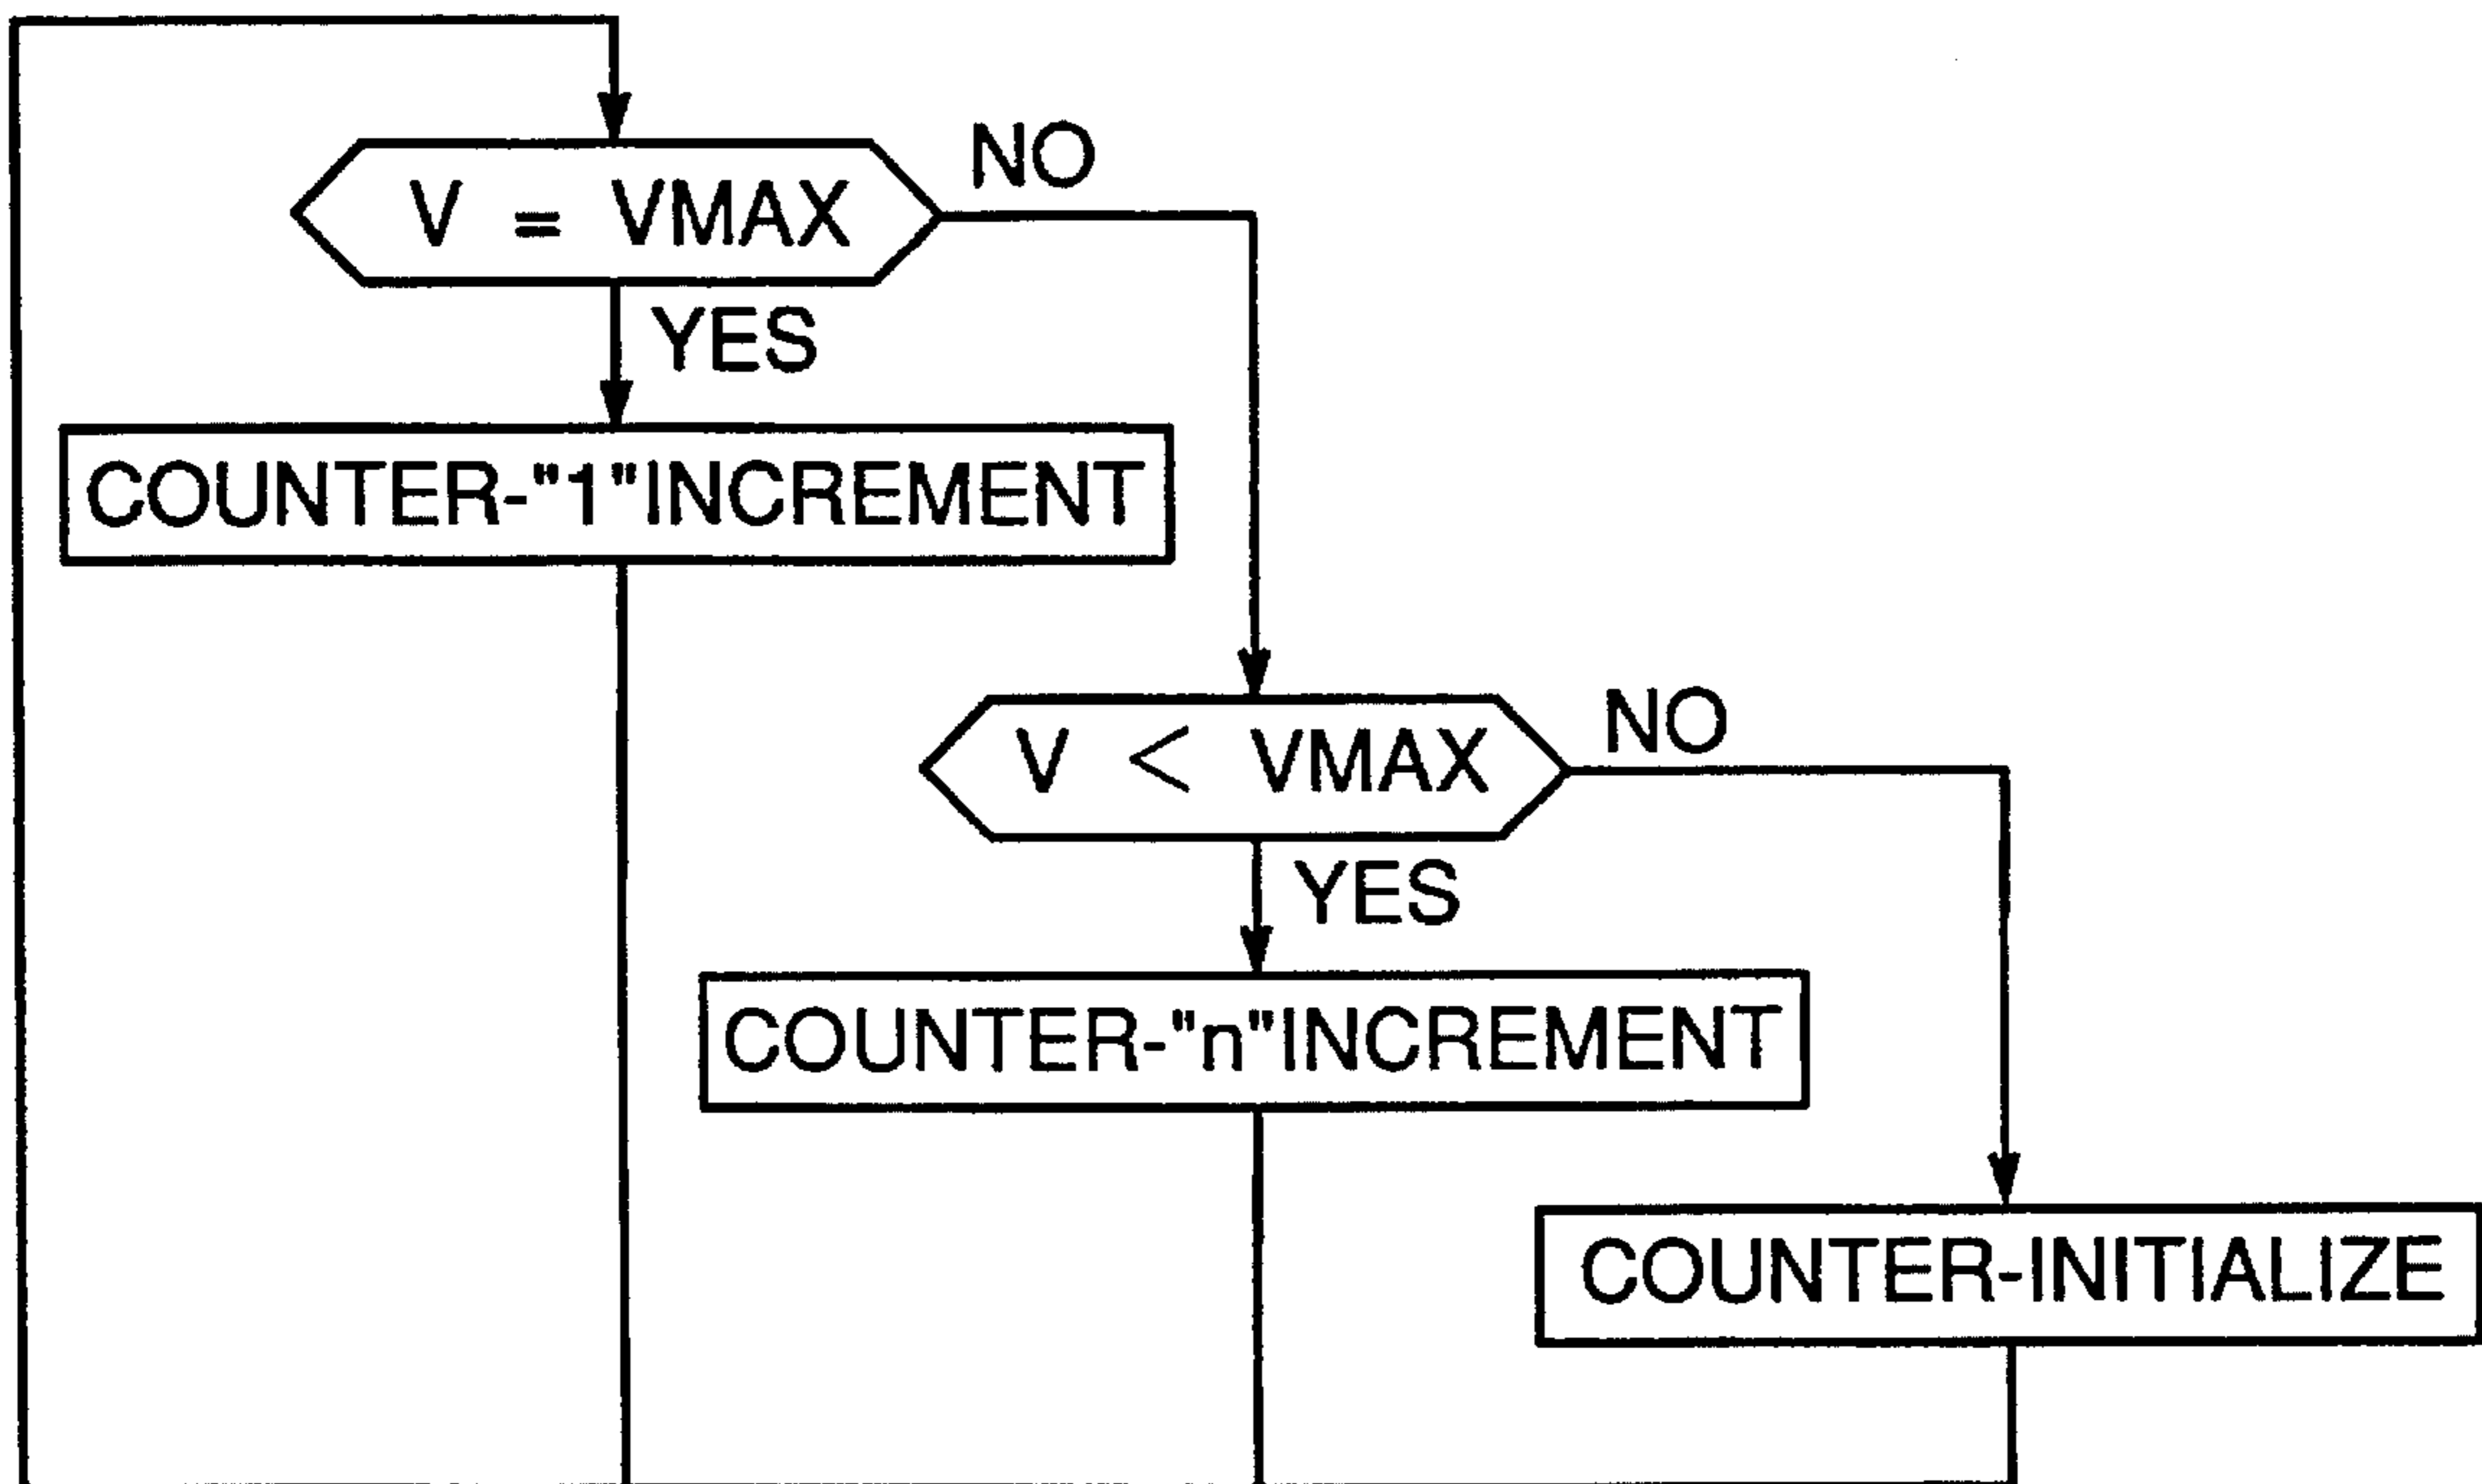 NO
V = VMAX
YES
COUNTER-"1"INCREMENT
NO
V < VMAX
YES
COUNTER-"n"INCREMENT
COUNTER-INITIALIZE